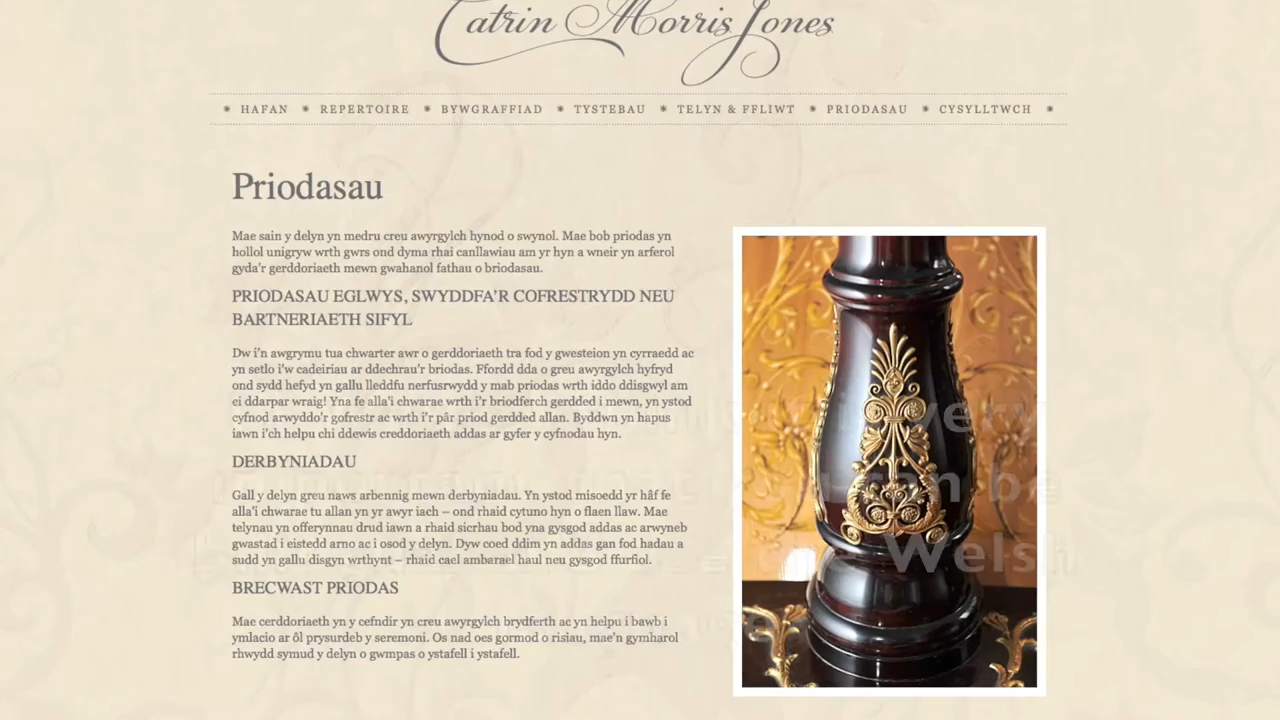 Catrin Morris Jones
HAFAN REPERTOIRE BYWGRAFFIAD TYSTEBAU TELYN & FFLIWT PRIODASAU CYSYLLTWCH
Priodasau
Mae sain y delyn yn medru creu awyrgylch hynod o swynol. Mae bob priodas yn
hollol unigryw wrth gwrs ond dyma rhai canllawiau am yr hyn a wneir yn arferol
gyda'r gerddoriaeth mewn gwahanol fathau o briodasau.
PRIODASAU EGLWYS, SWYDDFA'R COFRESTRYDD NEU
BARTNERIAETH SIFYL
Dw i'n awgrymu tua chwarter awr o gerddoriaeth tra fod y gwesteion yn cyrraedd ac
yn setlo i'w cadeiriau ar ddechrau'r briodas. Ffordd dda o greu awyrgylch hyfryd
ond sydd hefyd yn gallu lleddfu nerfusrwydd y mab priodas wrth iddo ddisgwyl am
ei ddarpar wraig! Yna fe alla'i chwarae wrth i'r briodferch gerdded i mewn, yn ystod
cyfnod arwyddo'r gofrestr ac wrth i'r pâr priod gerdded allan. Byddwn yn hapus
iawn i'ch helpu chi ddewis creddoriaeth addas ar gyfer y cyfnodau hyn.
DERBYNIADAU
Gall y delyn greu naws arbennig mewn derbyniadau. Yn ystod misoedd yr hâf fe
alla'i chwarae tu allan yn yr awyr iach – ond rhaid cytuno hyn o flaen llaw. Mae
telynau yn offerynnau drud iawn a rhaid sicrhau bod yna gysgod addas ac arwyneb
gwastad i eistedd arno ac i osod y delyn. Dyw coed ddim yn addas gan fod hadau a
sudd yn gallu disgyn wrthynt – rhaid cael ambarael haul neu gysgod ffurfiol.
BRECWAST PRIODAS
Mae cerddoriaeth yn y cefndir yn creu awyrgylch brydferth ac yn helpu i bawb i
ymlacio ar ôl prysurdeb y seremoni. Os nad oes gormod o risiau, mae'n gymharol
rhwydd symud y delyn o gwmpas o ystafell i ystafell.
very
can be
the Welsh